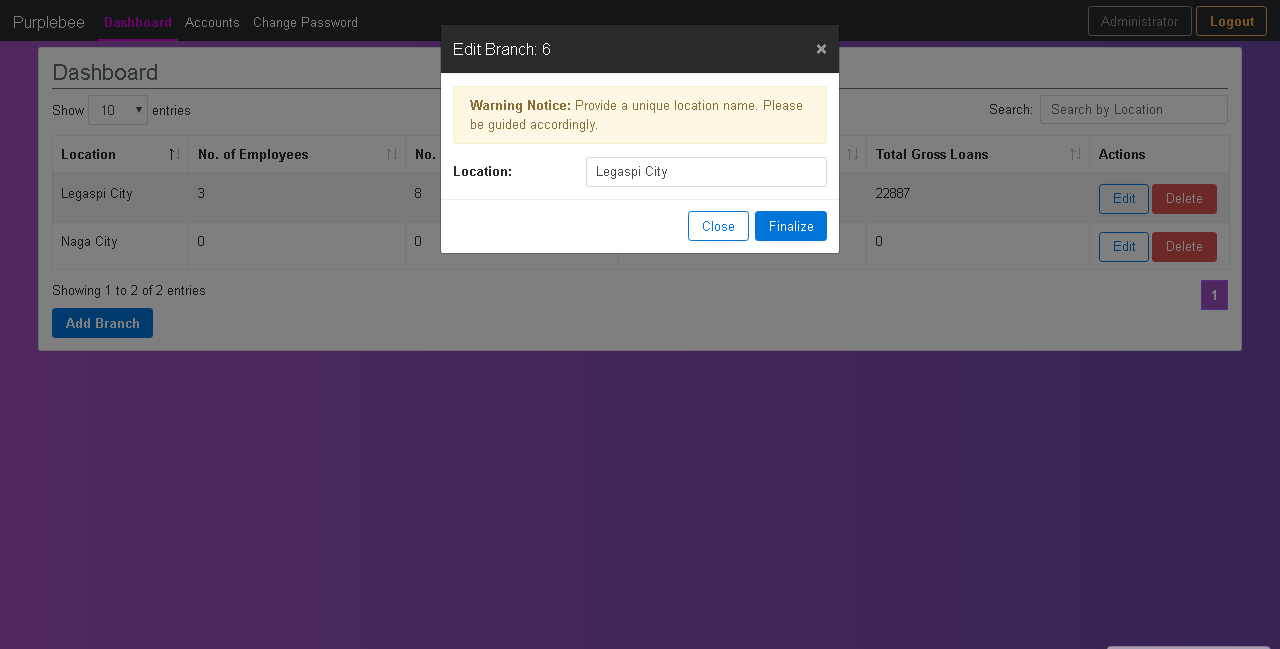 Purplebee Dashboard Accounts Change Password Administrator Logout
Edit Branch: 6 ×
Warning Notice: Provide a unique location name. Please
be guided accordingly.
Location: Legaspi City
Close Finalize
Dashboard
Show 10 entries Search: Search by Location
Location No. of Employees No. Total Gross Loans Actions
Legaspi City 3 8 22887 Edit Delete
Naga City 0 0 0 Edit Delete
Showing 1 to 2 of 2 entries 1
Add Branch